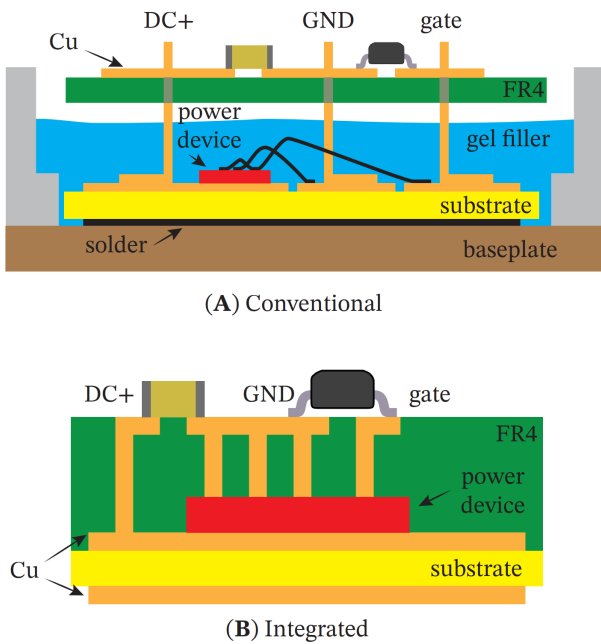 DC+ GND gate
Cu
FR4
power
device
gel filler
substrate
solder
baseplate
(A) Conventional
DC+ GND gate
FR4
power
device
Cu
substrate
(B) Integrated